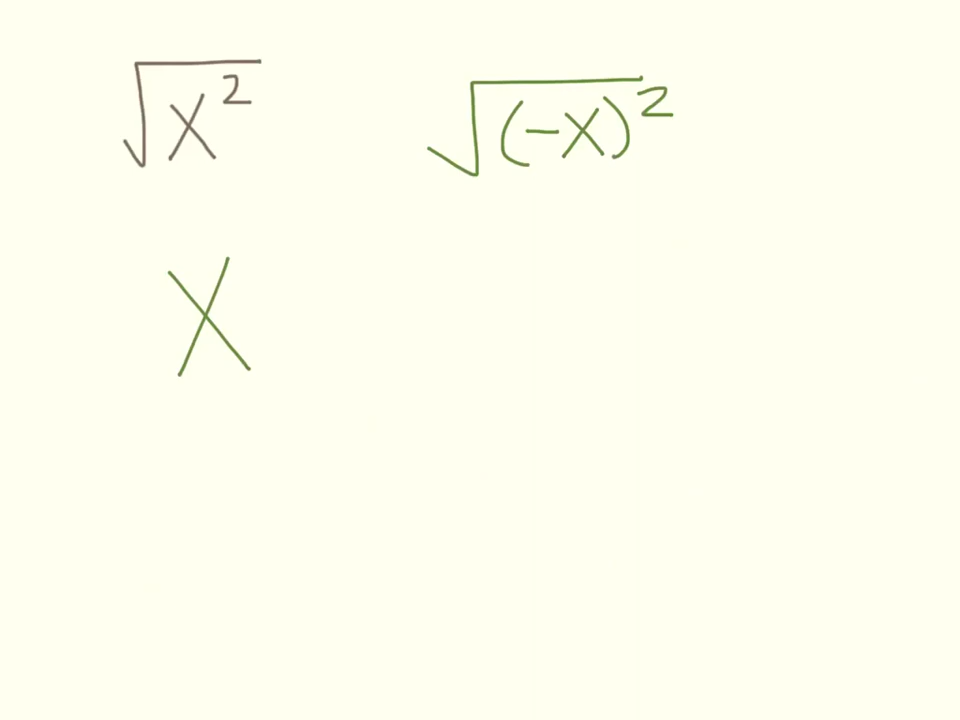 √x² √(-x)²
x